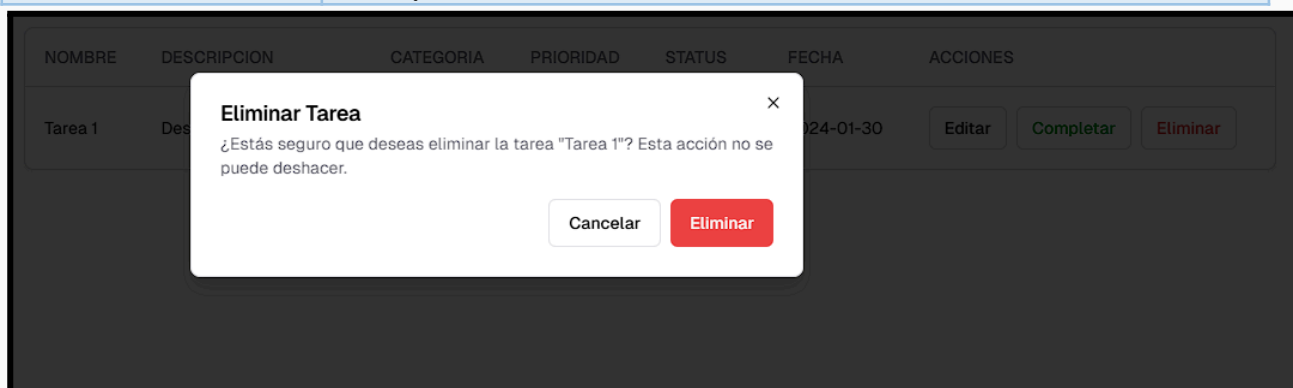 NOMBRE DESCRIPCION CATEGORIA PRIORIDAD STATUS FECHA ACCIONES
Eliminar Tarea
¿Estás seguro que deseas eliminar la tarea "Tarea 1"? Esta acción no se
puede deshacer.
Cancelar Eliminar
Tarea 1 Des 024-01-30 Editar Completar Eliminar